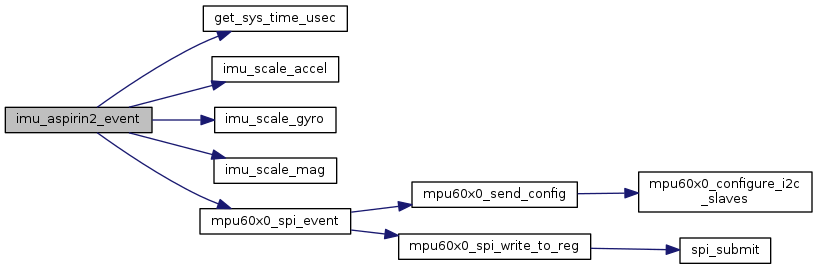 get_sys_time_usec
imu_scale_accel
imu_aspirin2_event
imu_scale_gyro
imu_scale_mag
mpu60x0_spi_event
mpu60x0_send_config
mpu60x0_configure_i2c
_slaves
mpu60x0_spi_write_to_reg
spi_submit